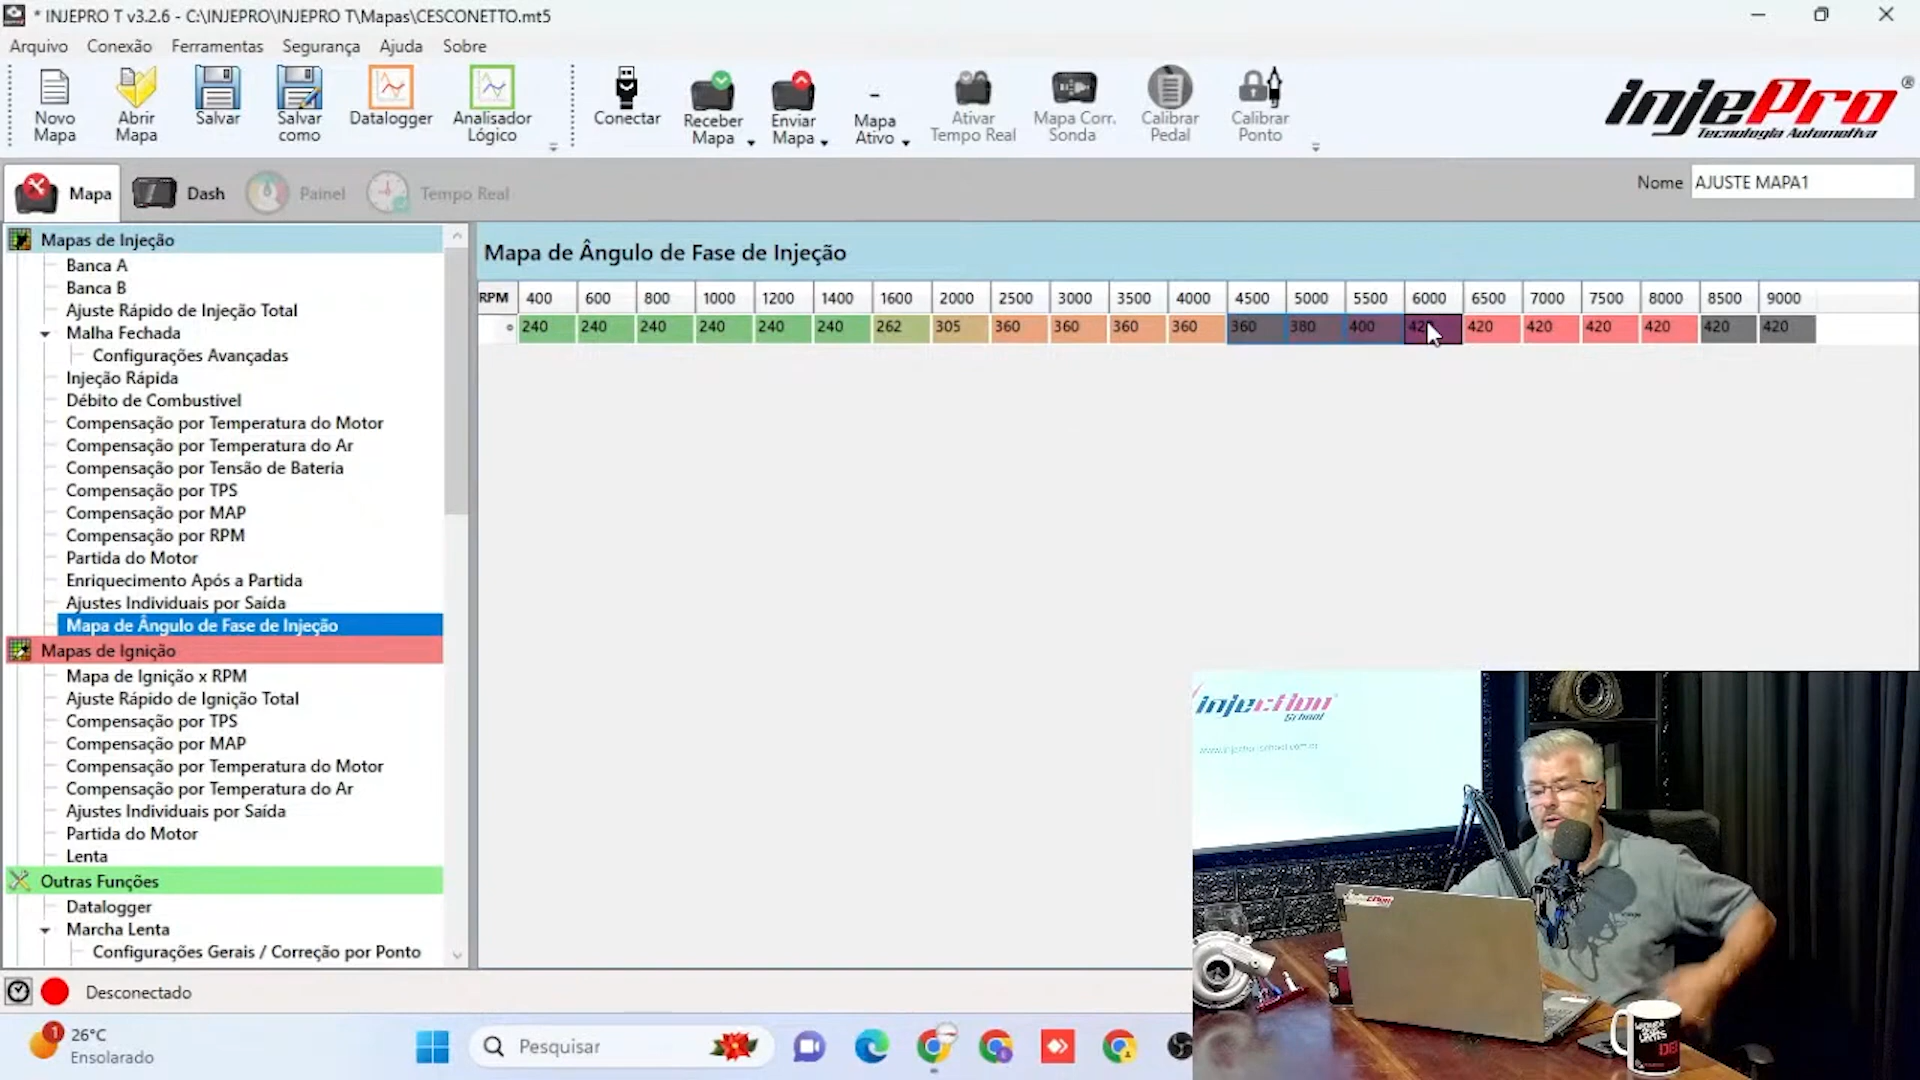 * INJEPRO T v3.2.6 - C:\INJEPRO\INJEPRO T\Mapas\CESCONETTO.mt5
Arquivo Conexão Ferramentas Segurança Ajuda Sobre
Novo Mapa
Abrir Mapa
Salvar
Salvar como
Datalogger
Analisador Lógico
Conectar
Receber Mapa
Enviar Mapa
Mapa Ativo
Ativar Tempo Real
Mapa Corr. Sonda
Calibrar Pedal
Calibrar Ponto
injePro®
Tecnologia Automotiva
Mapa Dash Painel Tempo Real
Nome AJUSTE MAPA1
Mapas de Injeção
Banca A
Banca B
Ajuste Rápido de Injeção Total
Malha Fechada
Configurações Avançadas
Injeção Rápida
Débito de Combustivel
Compensação por Temperatura do Motor
Compensação por Temperatura do Ar
Compensação por Tensão de Bateria
Compensação por TPS
Compensação por MAP
Compensação por RPM
Partida do Motor
Enriquecimento Após a Partida
Ajustes Individuais por Saída
Mapa de Ângulo de Fase de Injeção
Mapas de Ignição
Mapa de Ignição x RPM
Ajuste Rápido de Ignição Total
Compensação por TPS
Compensação por MAP
Compensação por Temperatura do Motor
Compensação por Temperatura do Ar
Ajustes Individuais por Saída
Partida do Motor
Lenta
Outras Funções
Datalogger
Marcha Lenta
Configurações Gerais / Correção por Ponto
Mapa de Ângulo de Fase de Injeção
RPM 400 600 800 1000 1200 1400 1600 2000 2500 3000 3500 4000 4500 5000 5500 6000 6500 7000 7500 8000 8500 9000
240 240 240 240 240 240 262 305 360 360 360 360 360 380 400 420 420 420 420 420 420 420
injection
School
Desconectado
1
26°C
Ensolarado
Pesquisar